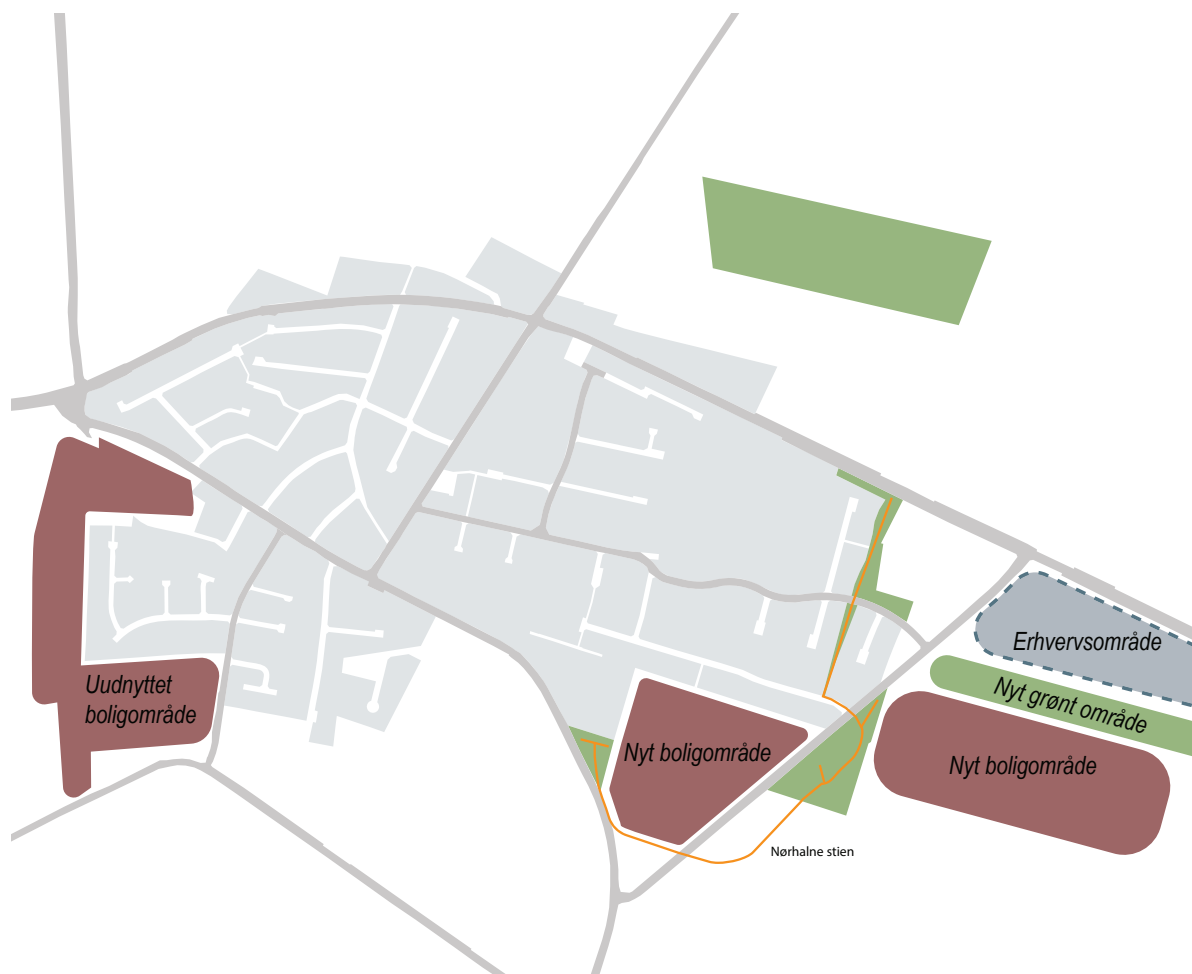 Erhvervsområde
Uudnyttet
boligområde
Nyt grønt område
Nyt boligområde
Nyt boligområde
Nørhalne stien